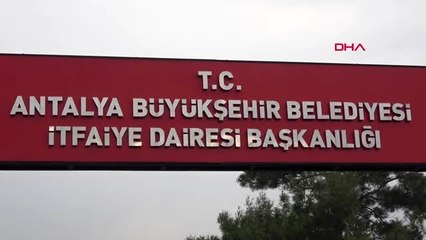 DHA
T.C.
ANTALYA BÜYÜKŞEHİR BELEDİYESİ
İTFAİYE DAİRESİ BAŞKANLIĞI